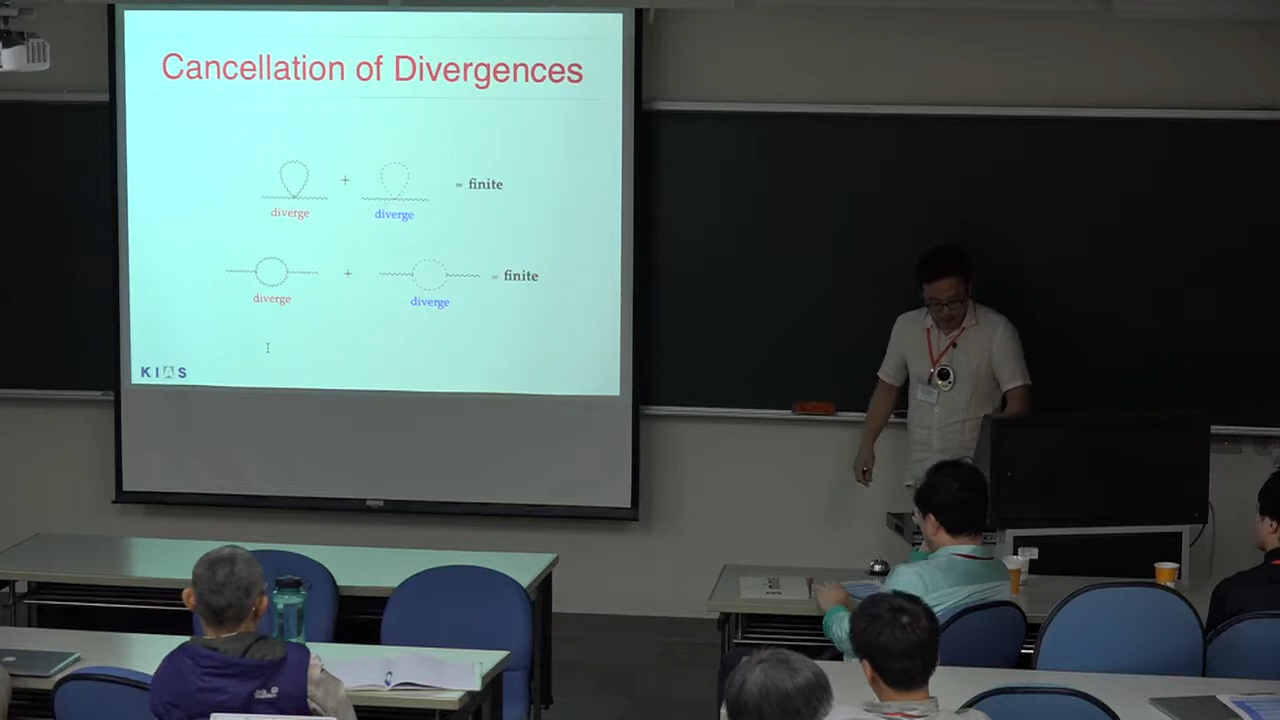 Cancellation of Divergences
+ = finite
diverge diverge
+ = finite
diverge diverge
KIAS